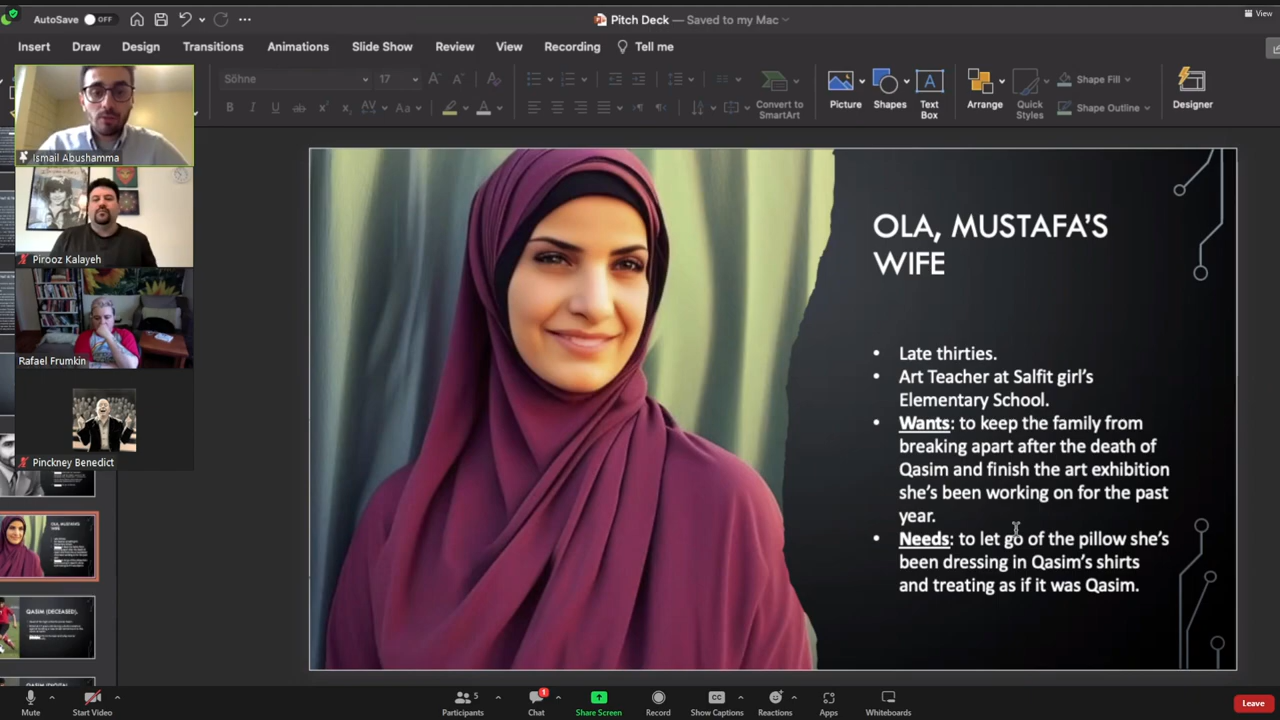 AutoSave OFF
Pitch Deck — Saved to my Mac
View
Insert Draw Design Transitions Animations Slide Show Review View Recording Tell me
Söhne 17
Convert to
SmartArt
Picture
Shapes
Text
Box
Arrange
Quick
Styles
Shape Fill
Shape Outline
Designer
Ismail Abushamma
Pirooz Kalayeh
Rafael Frumkin
Pinckney Benedict
OLA, MUSTAFA'S
WIFE
QASIM (DECEASED),
OLA, MUSTAFA'S
WIFE
• Late thirties.
• Art Teacher at Salfit girl's
Elementary School.
• Wants: to keep the family from
breaking apart after the death of
Qasim and finish the art exhibition
she's been working on for the past
year.
• Needs: to let go of the pillow she's
been dressing in Qasim's shirts
and treating as if it was Qasim.
Mute
Start Video
Participants 5
Chat 1
Share Screen
Record
Show Captions
Reactions
Apps
Whiteboards
Leave